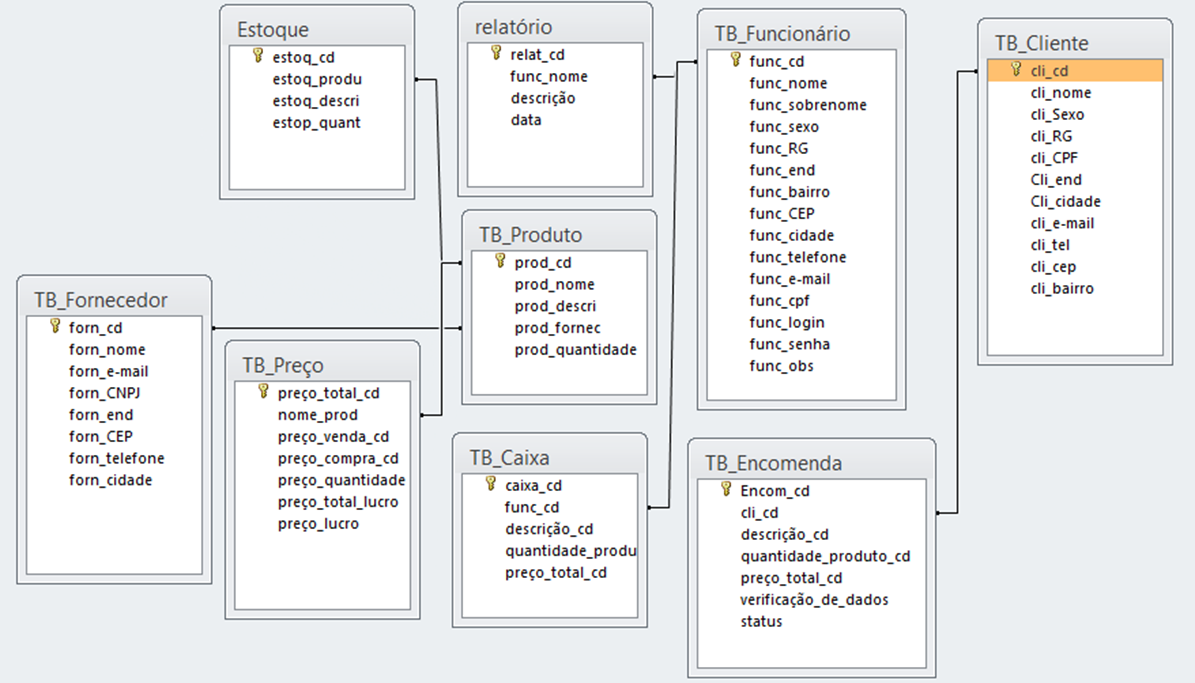 Estoque
estoq_cd
estoq_produ
estoq_descri
estop_quant
relatório
relat_cd
func_nome
descrição
data
TB_Funcionário
func_cd
func_nome
func_sobrenome
func_sexo
func_RG
func_end
func_bairro
func_CEP
func_cidade
func_telefone
func_e-mail
func_cpf
func_login
func_senha
func_obs
TB_Cliente
cli_cd
cli_nome
cli_Sexo
cli_RG
cli_CPF
Cli_end
Cli_cidade
cli_e-mail
cli_tel
cli_cep
cli_bairro
TB_Produto
prod_cd
prod_nome
prod_descri
prod_fornec
prod_quantidade
TB_Fornecedor
forn_cd
forn_nome
forn_e-mail
forn_CNPJ
forn_end
forn_CEP
forn_telefone
forn_cidade
TB_Preço
preço_total_cd
nome_prod
preço_venda_cd
preço_compra_cd
preço_quantidade
preço_total_lucro
preço_lucro
TB_Caixa
caixa_cd
func_cd
descrição_cd
quantidade_produ
preço_total_cd
TB_Encomenda
Encom_cd
cli_cd
descrição_cd
quantidade_produto_cd
preço_total_cd
verificação_de_dados
status